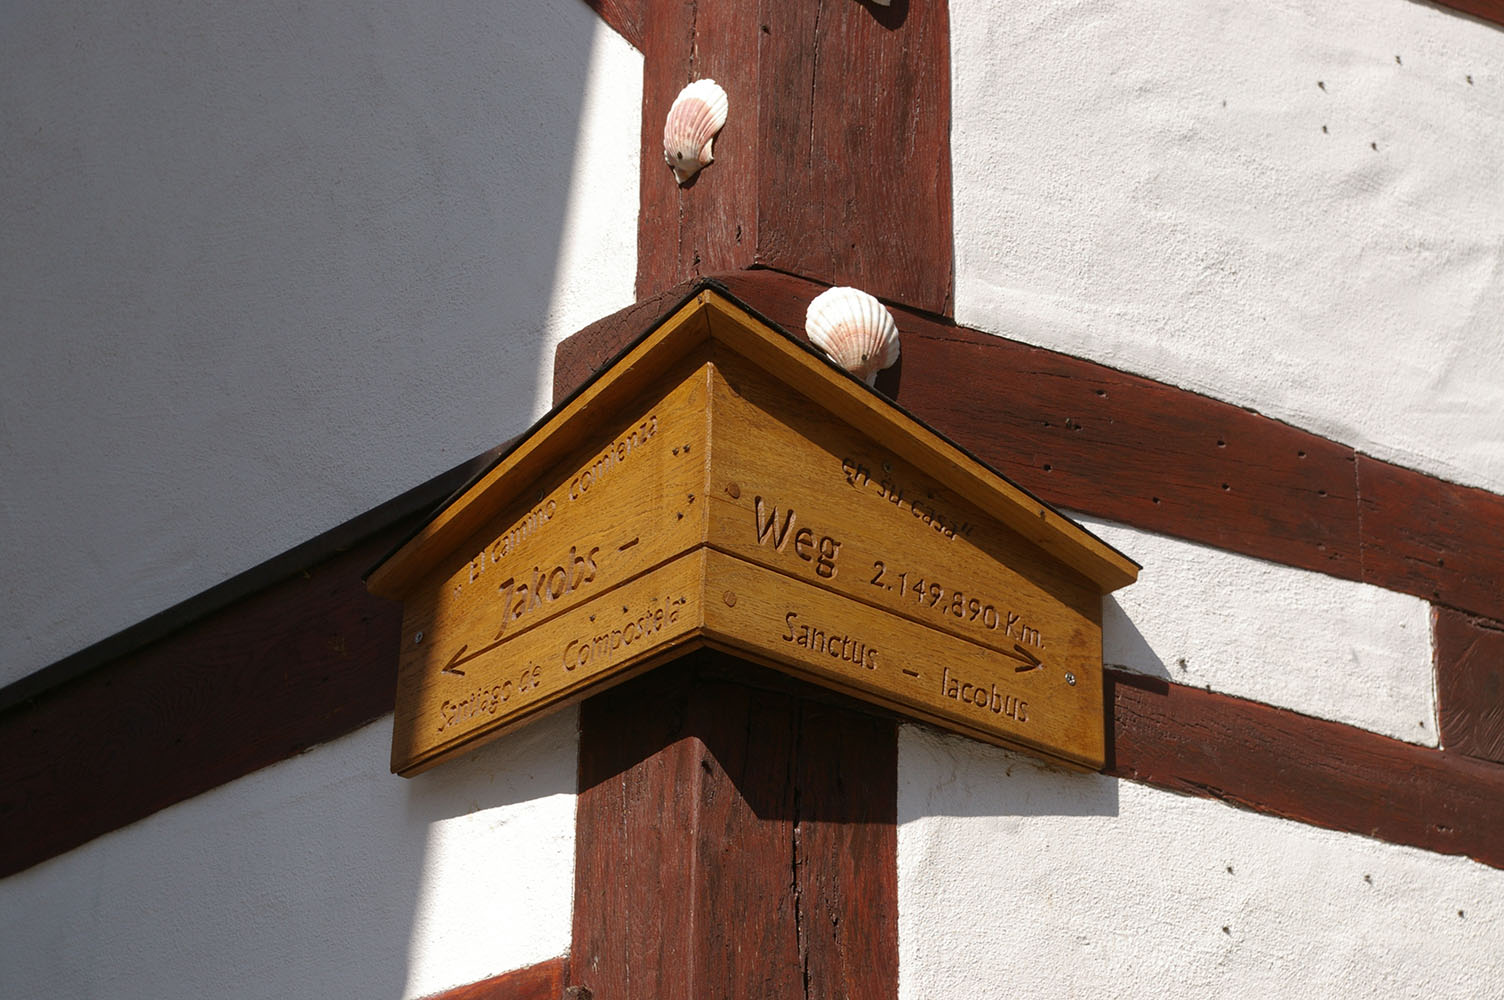 „El Camino comienza en su casa“
Jakobs – Weg 2.149,890 Km.
Santiago de Compostela Sanctus – Iacobus